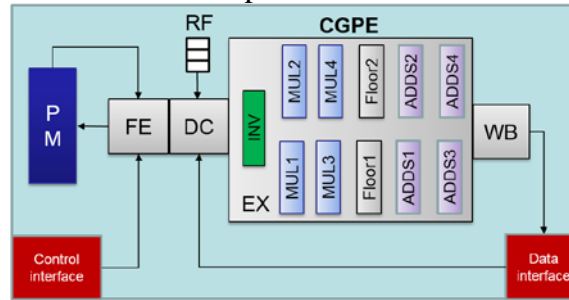 RF
CGPE
P
M
FE
DC
INV
MUL2
MUL4
Floor2
ADDS2
ADDS4
MUL1
MUL3
Floor1
ADDS1
ADDS3
EX
WB
Control
interface
Data
interface